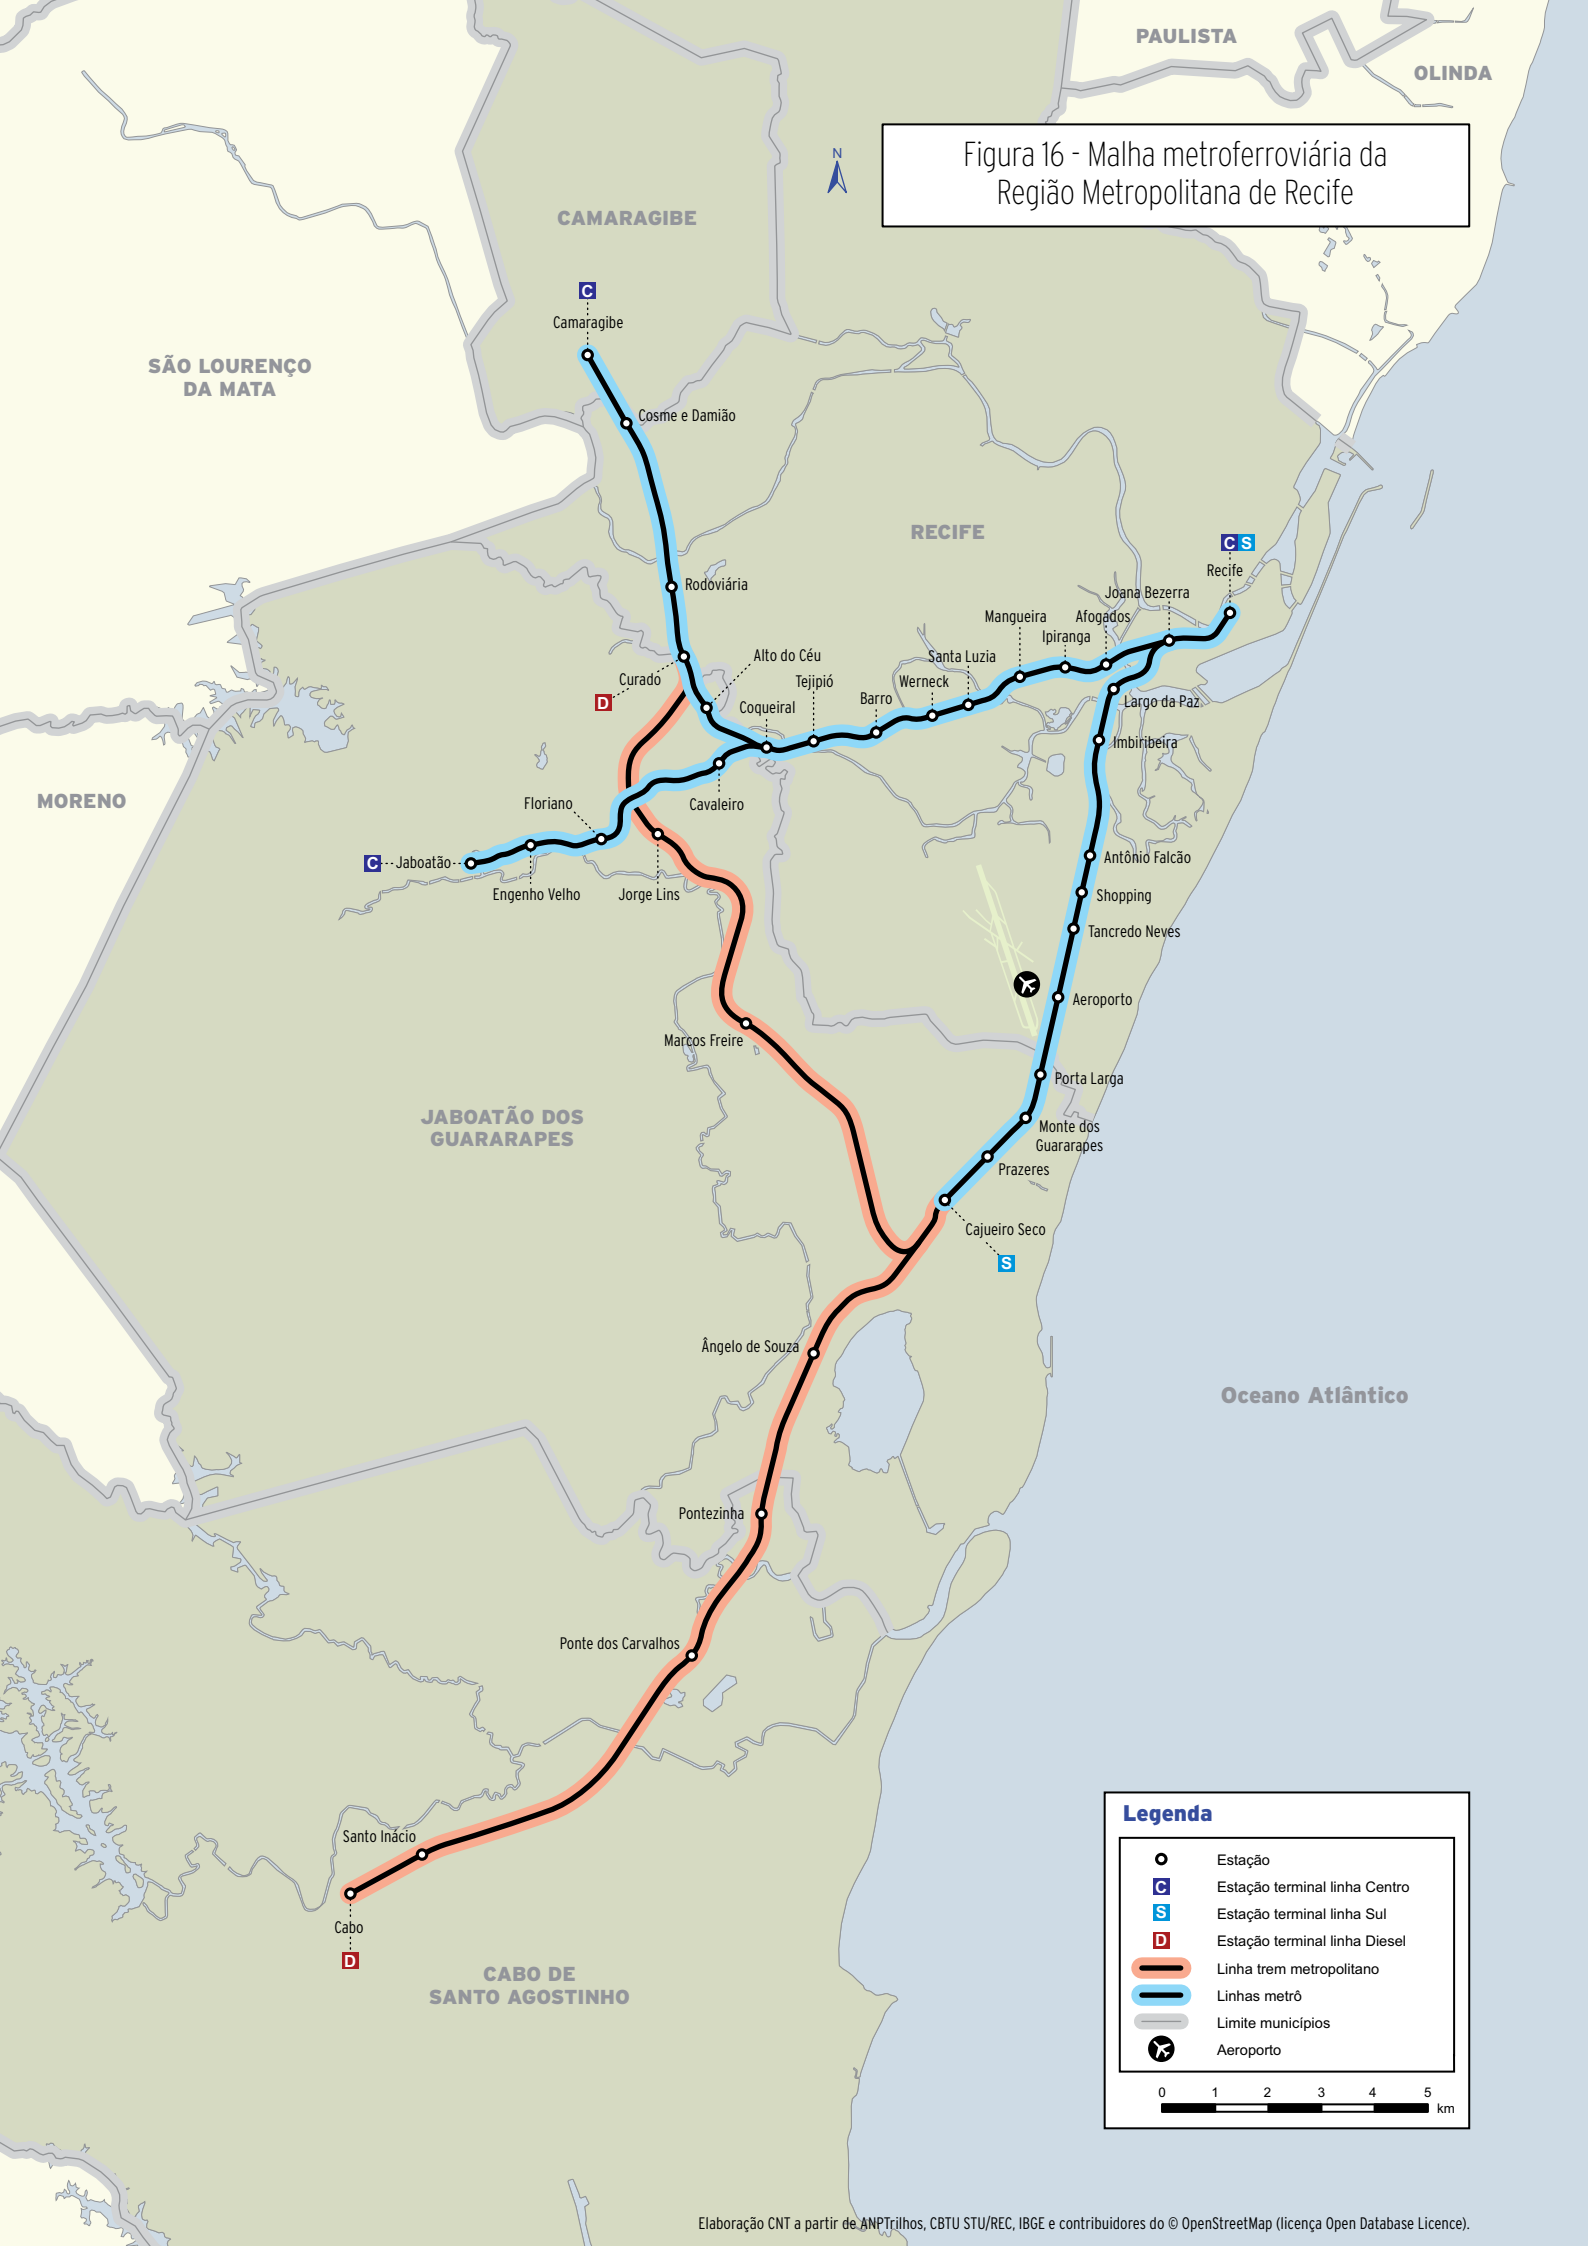 PAULISTA
OLINDA
Figura 16 - Malha metroferroviária da
Região Metropolitana de Recife
N
CAMARAGIBE
C
Camaragibe
SÃO LOURENÇO
DA MATA
Cosme e Damião
RECIFE
C S
Recife
Rodoviária
Joana Bezerra
Mangueira
Afogados
Ipiranga
Alto do Céu
Santa Luzia
Curado
Tejipió
Werneck
D
Barro
Largo da Paz
Coqueiral
Imbiribeira
MORENO
Floriano
Cavaleiro
C
Jaboatão
Antônio Falcão
Engenho Velho
Jorge Lins
Shopping
Tancredo Neves
Aeroporto
Marcos Freire
Porta Larga
JABOATÃO DOS
GUARARAPES
Monte dos
Guararapes
Prazeres
Cajueiro Seco
S
Ângelo de Souza
Oceano Atlântico
Pontezinha
Ponte dos Carvalhos
Santo Inácio
Cabo
D
CABO DE
SANTO AGOSTINHO
Legenda
Estação
C Estação terminal linha Centro
S Estação terminal linha Sul
D Estação terminal linha Diesel
Linha trem metropolitano
Linhas metrô
Limite municípios
Aeroporto
0 1 2 3 4 5
km
Elaboração CNT a partir de ANPTrilhos, CBTU STU/REC, IBGE e contribuidores do © OpenStreetMap (licença Open Database Licence).